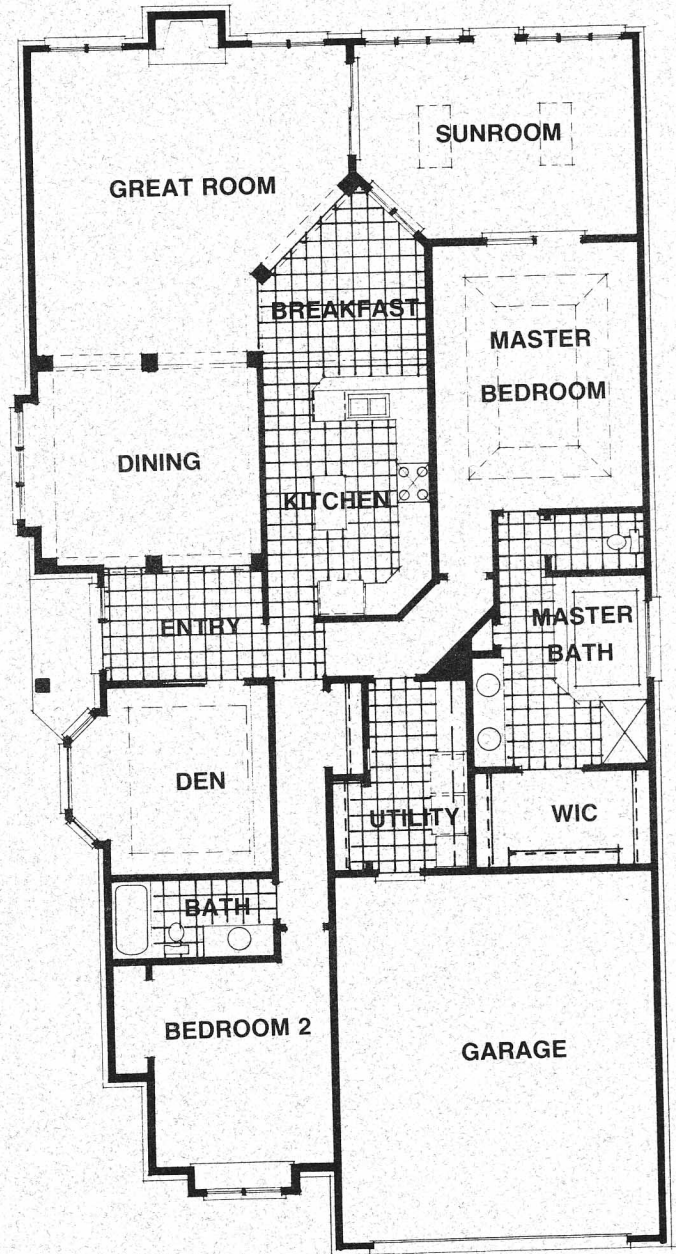 SUNROOM
GREAT ROOM
BREAKFAST
MASTER
BEDROOM
DINING
KITCHEN
ENTRY
MASTER
BATH
DEN
UTILITY
WIC
BATH
BEDROOM 2
GARAGE